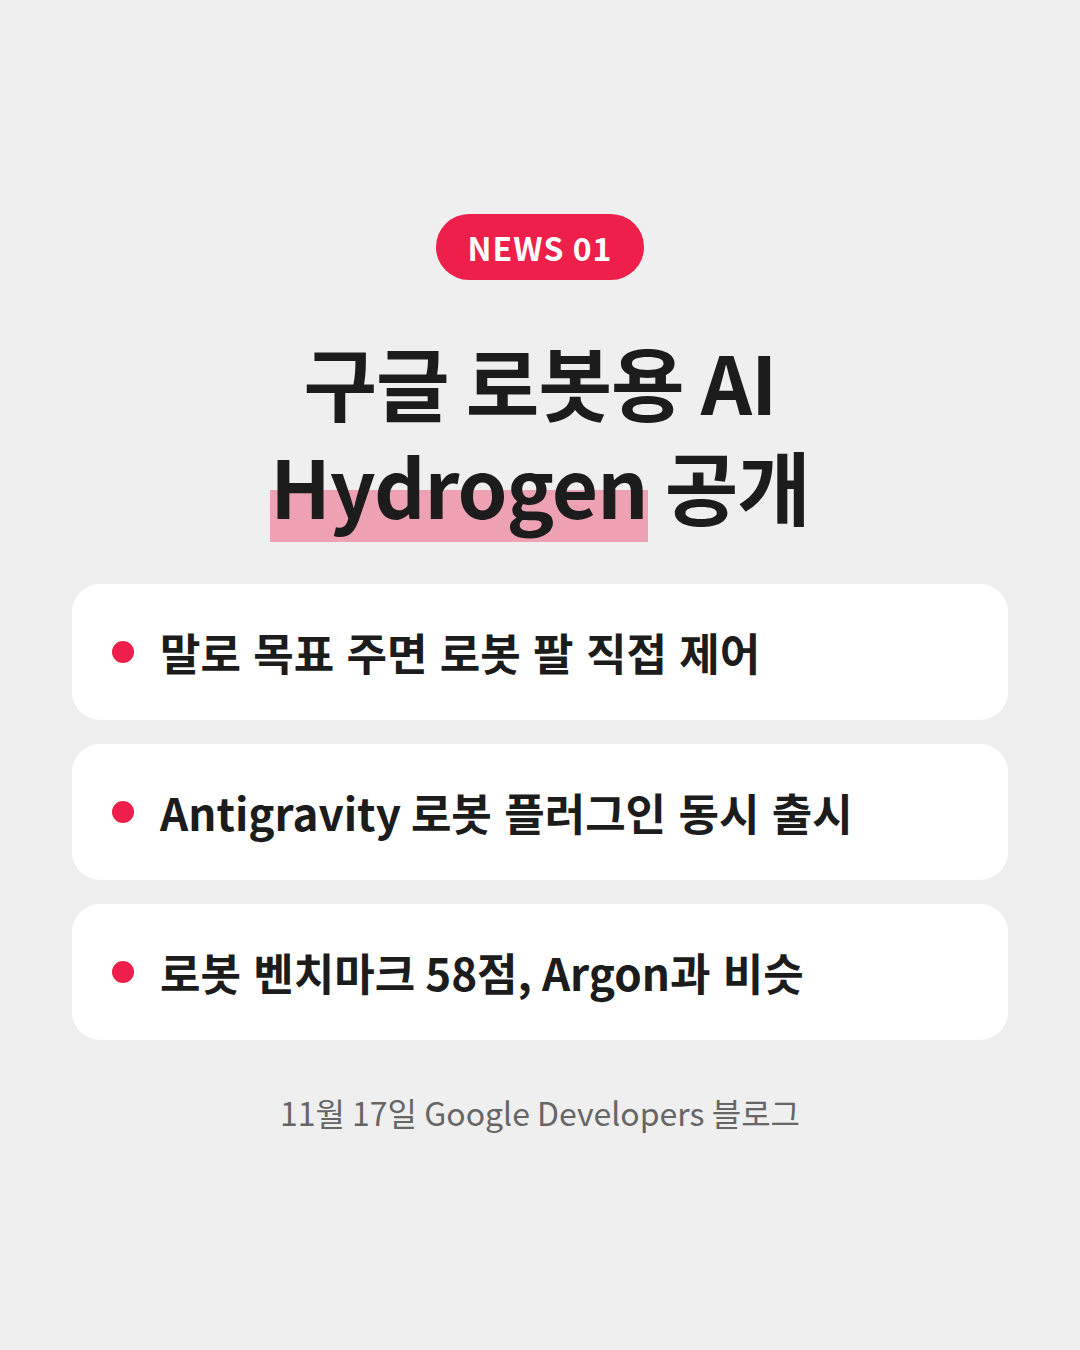 NEWS 01
구글 로봇용 AI
Hydrogen 공개
말로 목표 주면 로봇 팔 직접 제어
Antigravity 로봇 플러그인 동시 출시
로봇 벤치마크 58점, Argon과 비슷
11월 17일 Google Developers 블로그